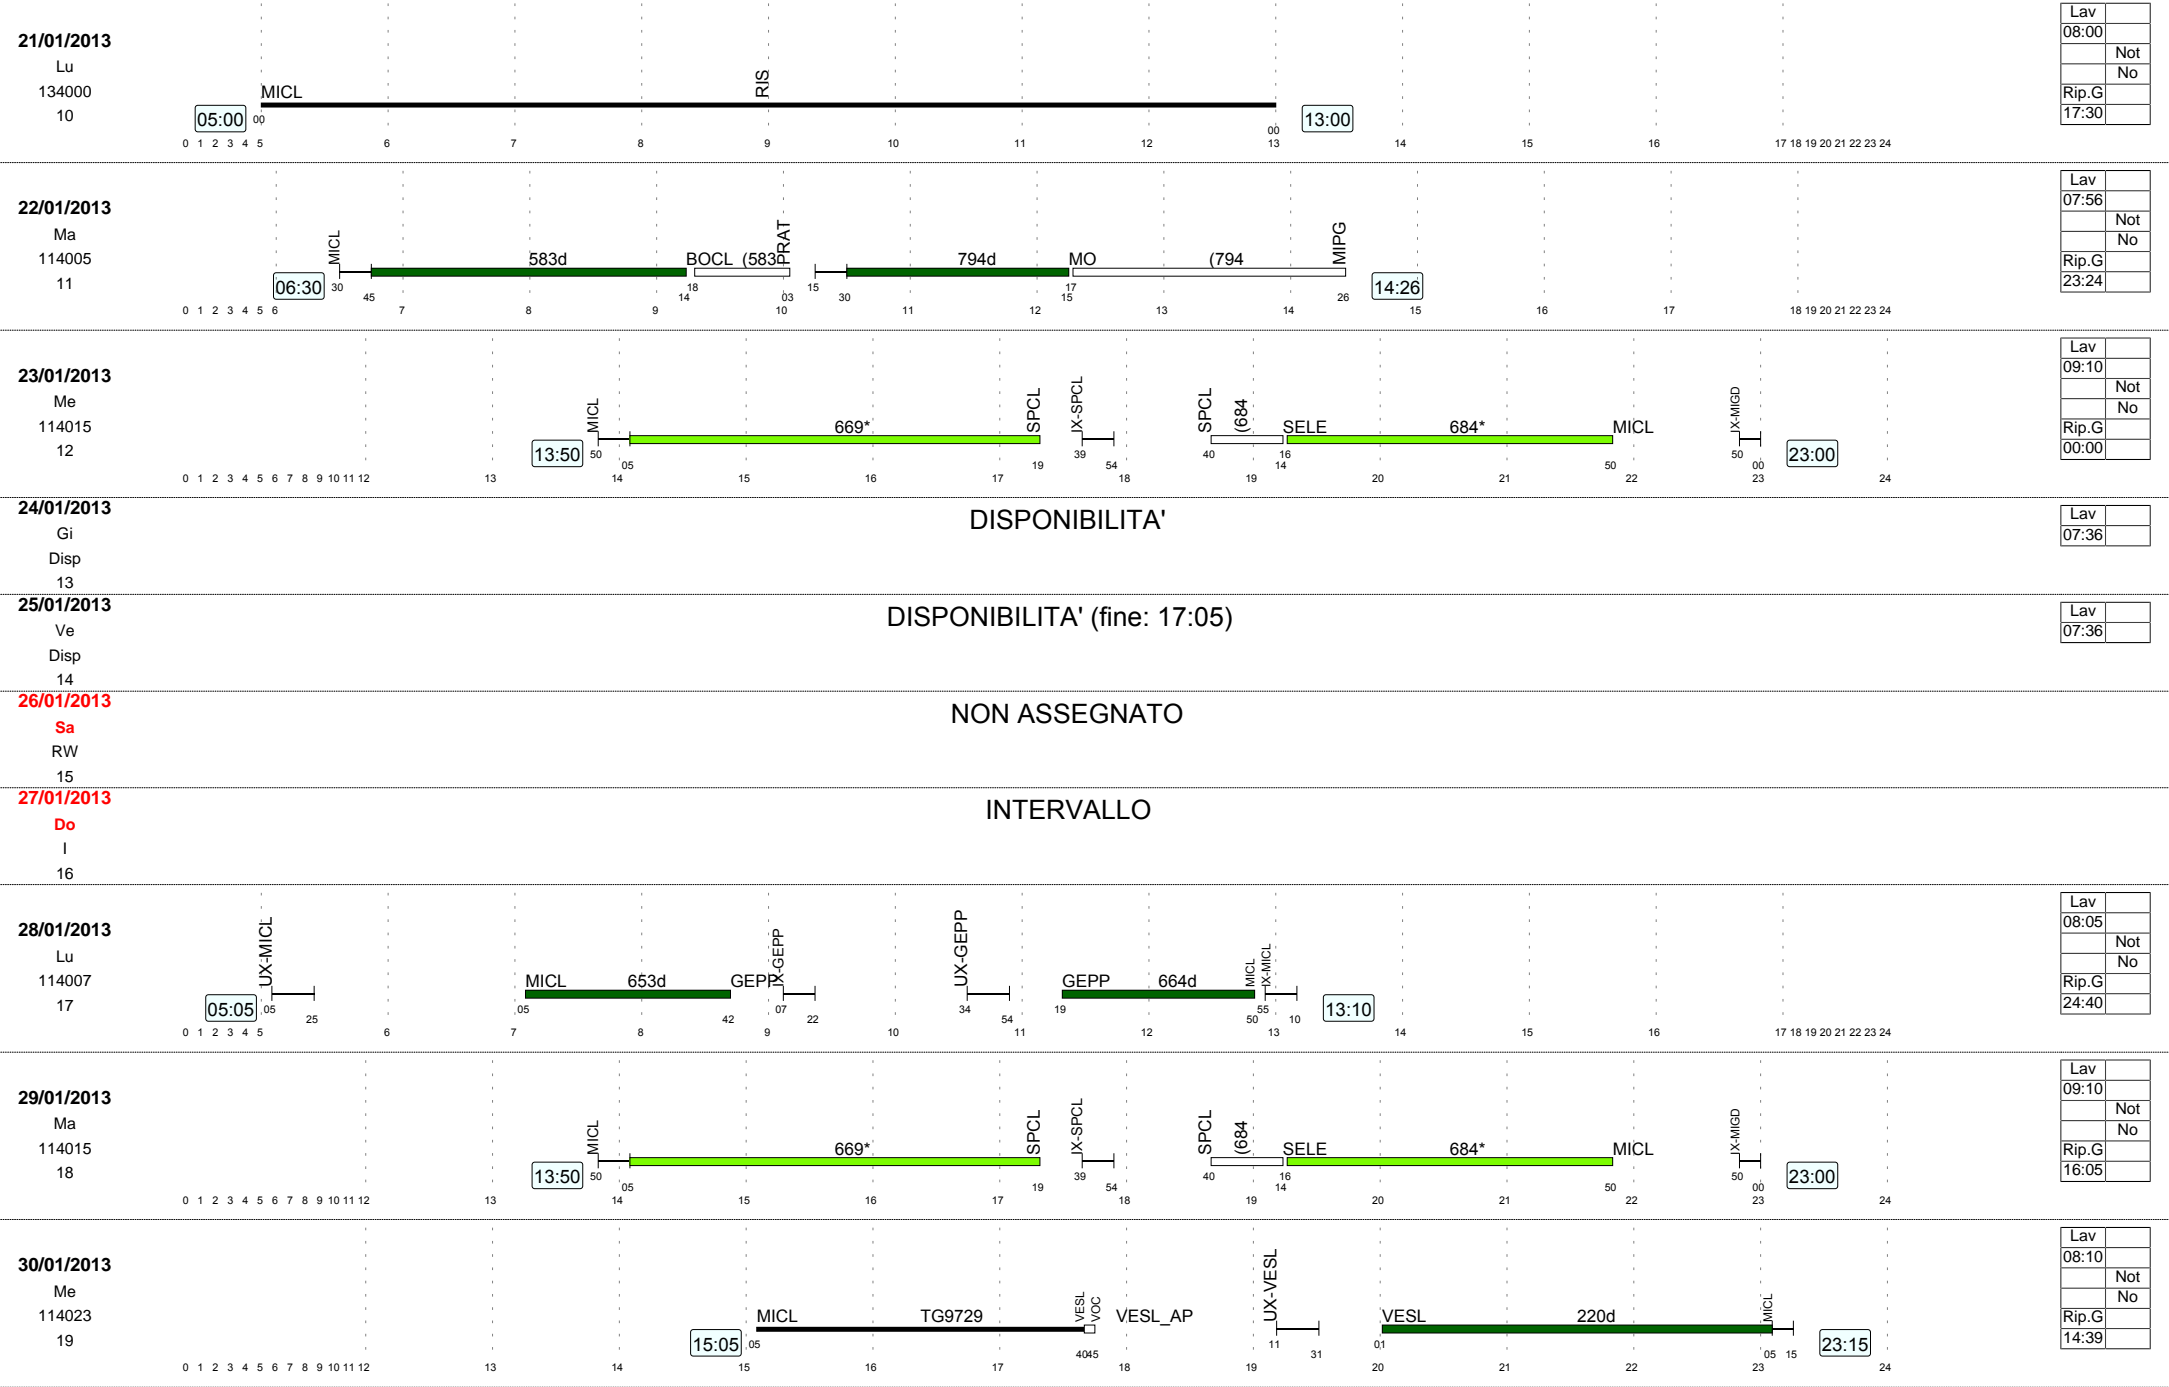 21/01/2013
Lu
134000
10
MICL
RIS
05:00
00
00
13:00
0 1 2 3 4 5 6 7 8 9 10 11 12 13 14 15 16 17 18 19 20 21 22 23 24
Lav
08:00
Not
No
Rip.G
17:30
22/01/2013
Ma
114005
11
MICL
583d
BOCL
(583
PRAT
794d
MO
(794
MIPG
06:30
30
45
14
18
03
15
30
15
17
26
14:26
0 1 2 3 4 5 6 7 8 9 10 11 12 13 14 15 16 17 18 19 20 21 22 23 24
Lav
07:56
Not
No
Rip.G
23:24
23/01/2013
Me
114015
12
MICL
669*
SPCL
IX-SPCL
SPCL
(684
SELE
684*
MICL
IX-MIGD
13:50
50
05
19
39
54
40
14
16
50
50
00
23:00
0 1 2 3 4 5 6 7 8 9 10 11 12 13 14 15 16 17 18 19 20 21 22 23 24
Lav
09:10
Not
No
Rip.G
00:00
24/01/2013
Gi
Disp
13
DISPONIBILITA'
Lav
07:36
25/01/2013
Ve
Disp
14
DISPONIBILITA' (fine: 17:05)
Lav
07:36
26/01/2013
Sa
RW
15
NON ASSEGNATO
27/01/2013
Do
I
16
INTERVALLO
28/01/2013
Lu
114007
17
UX-MICL
MICL
653d
GEPP
IX-GEPP
UX-GEPP
GEPP
664d
MICL
IX-MICL
05:05
05
25
05
42
07
22
34
54
19
50
55
10
13:10
0 1 2 3 4 5 6 7 8 9 10 11 12 13 14 15 16 17 18 19 20 21 22 23 24
Lav
08:05
Not
No
Rip.G
24:40
29/01/2013
Ma
114015
18
MICL
669*
SPCL
IX-SPCL
SPCL
(684
SELE
684*
MICL
IX-MIGD
13:50
50
05
19
39
54
40
14
16
50
50
00
23:00
0 1 2 3 4 5 6 7 8 9 10 11 12 13 14 15 16 17 18 19 20 21 22 23 24
Lav
09:10
Not
No
Rip.G
16:05
30/01/2013
Me
114023
19
MICL
TG9729
VESL
VOC
VESL_AP
UX-VESL
VESL
220d
MICL
15:05
05
40
45
11
31
01
05
15
23:15
0 1 2 3 4 5 6 7 8 9 10 11 12 13 14 15 16 17 18 19 20 21 22 23 24
Lav
08:10
Not
No
Rip.G
14:39